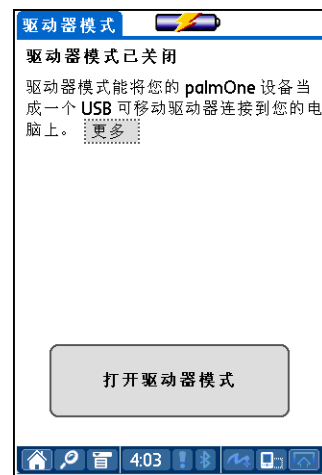 驱动器模式
驱动器模式已关闭
驱动器模式能将您的 palmOne 设备当
成一个 USB 可移动驱动器连接到您的电
脑上。 更多
打开驱动器模式
4:03